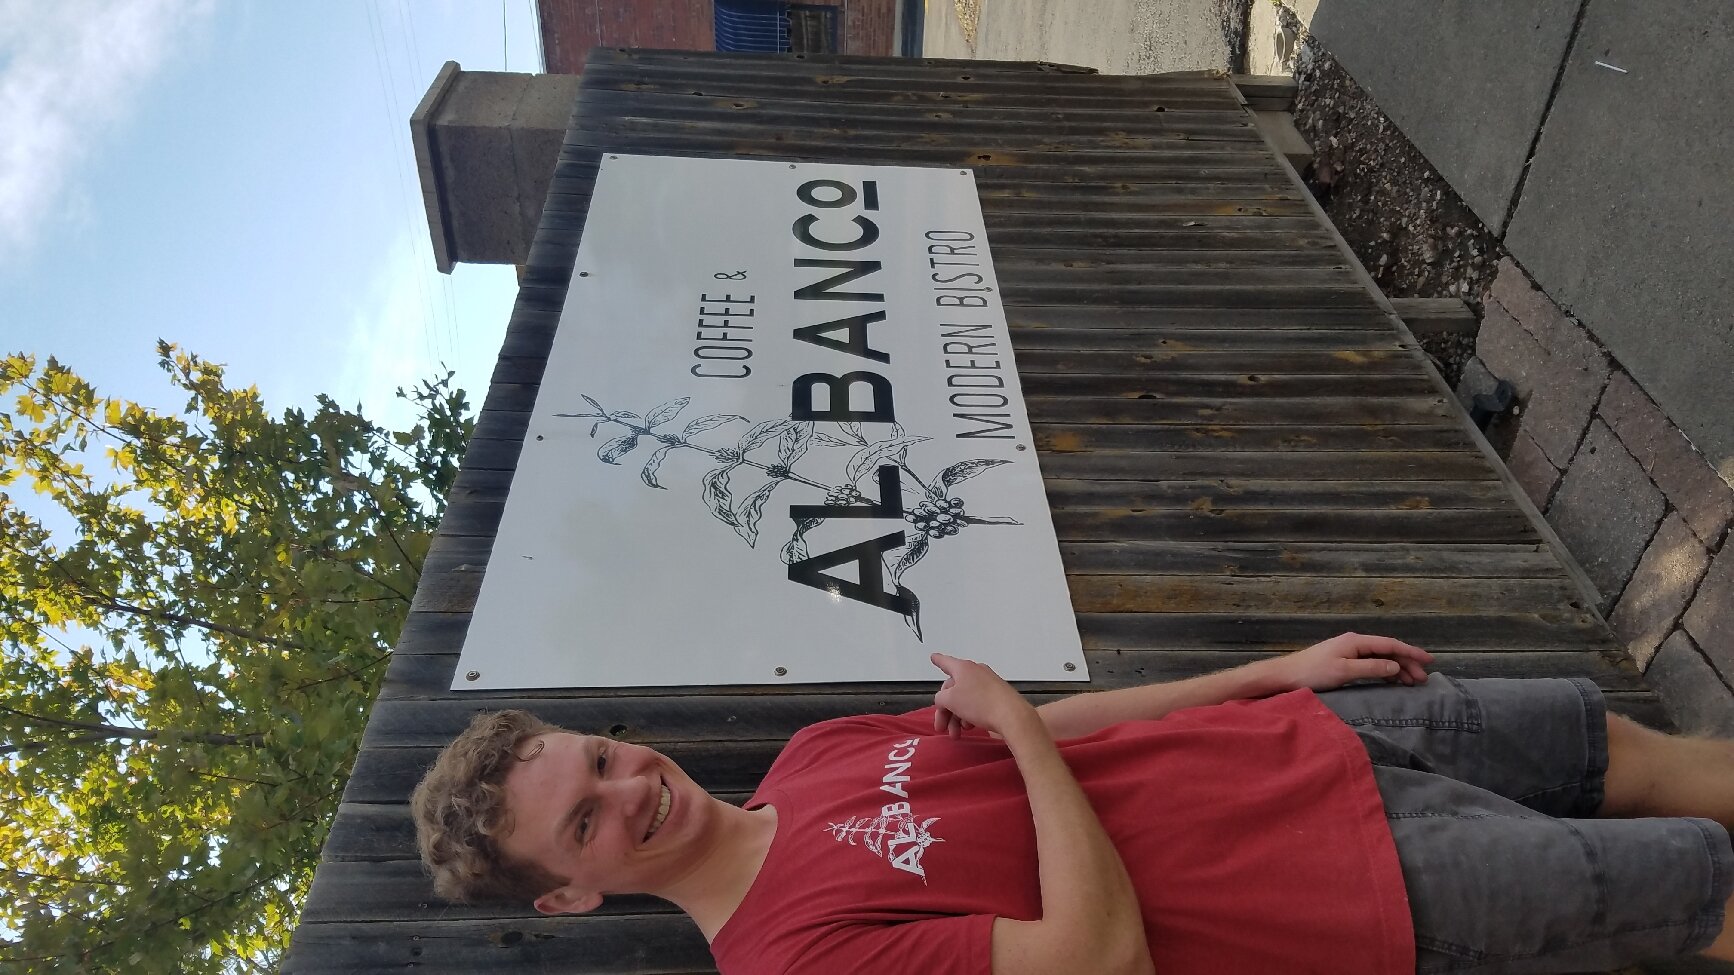 COFFEE &
AL BANCO
MODERN BISTRO
AL BANCO